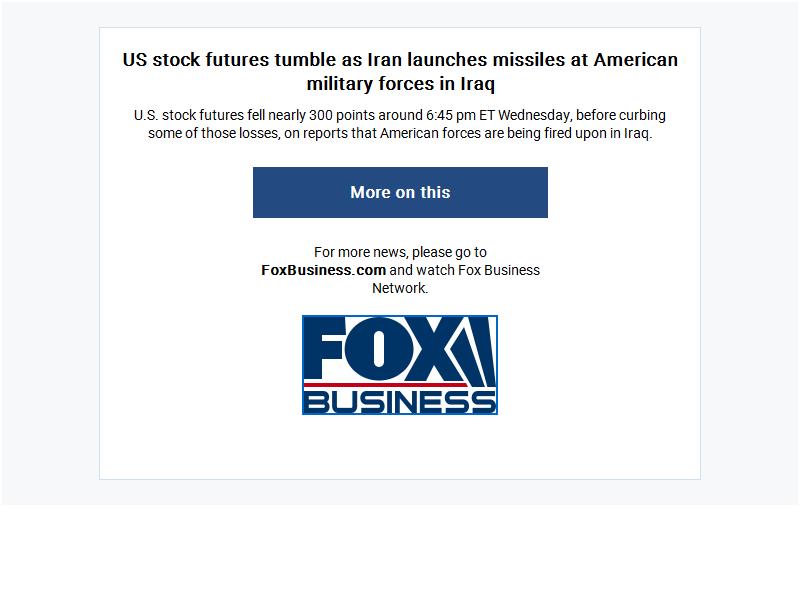 US stock futures tumble as Iran launches missiles at American
military forces in Iraq
U.S. stock futures fell nearly 300 points around 6:45 pm ET Wednesday, before curbing
some of those losses, on reports that American forces are being fired upon in Iraq.
More on this
For more news, please go to
FoxBusiness.com and watch Fox Business
Network.
FOX
BUSINESS